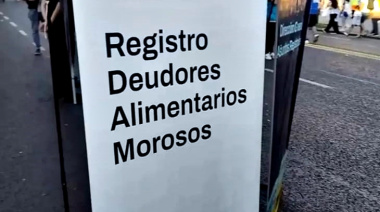 Registro
Deudores
Alimentarios
Morosos